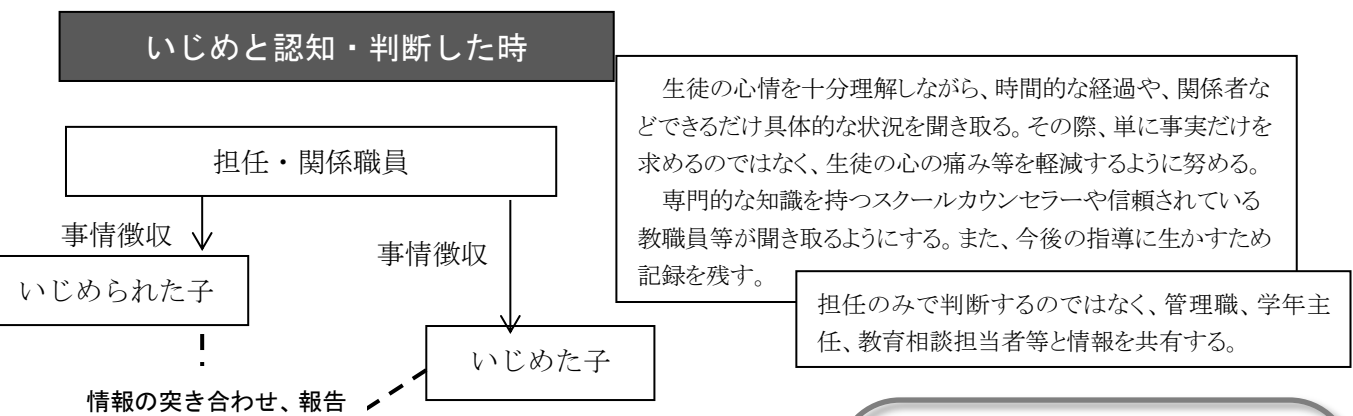 いじめと認知・判断した時
生徒の心情を十分理解しながら、時間的な経過や、関係者な
どできるだけ具体的な状況を聞き取る。その際、単に事実だけを
求めるのではなく、生徒の心の痛み等を軽減するように努める。
専門的な知識を持つスクールカウンセラーや信頼されている
教職員等が聞き取るようにする。また、今後の指導に生かすため
記録を残す。
担任・関係職員
事情徴収
事情徴収
いじめられた子
担任のみで判断するのではなく、管理職、学年主
任、教育相談担当者等と情報を共有する。
いじめた子
情報の突き合わせ、報告